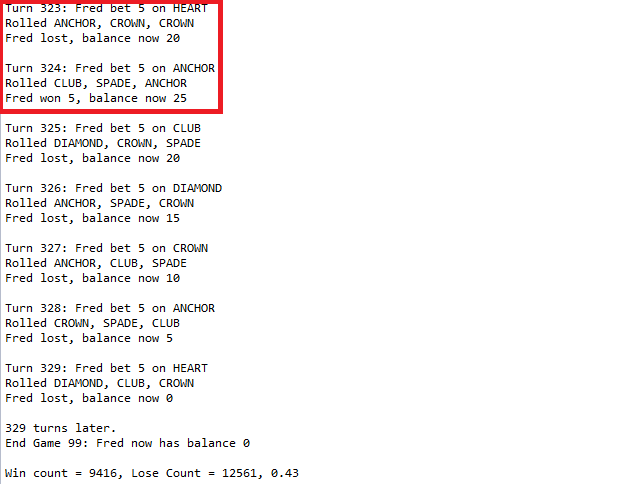 Turn 323: Fred bet 5 on HEART
Rolled ANCHOR, CROWN, CROWN
Fred lost, balance now 20
Turn 324: Fred bet 5 on ANCHOR
Rolled CLUB, SPADE, ANCHOR
Fred won 5, balance now 25
Turn 325: Fred bet 5 on CLUB
Rolled DIAMOND, CROWN, SPADE
Fred lost, balance now 20
Turn 326: Fred bet 5 on DIAMOND
Rolled ANCHOR, SPADE, CROWN
Fred lost, balance now 15
Turn 327: Fred bet 5 on CROWN
Rolled ANCHOR, CLUB, SPADE
Fred lost, balance now 10
Turn 328: Fred bet 5 on ANCHOR
Rolled CROWN, SPADE, CLUB
Fred lost, balance now 5
Turn 329: Fred bet 5 on HEART
Rolled DIAMOND, CLUB, CROWN
Fred lost, balance now 0
329 turns later.
End Game 99: Fred now has balance 0
Win count = 9416, Lose Count = 12561, 0.43